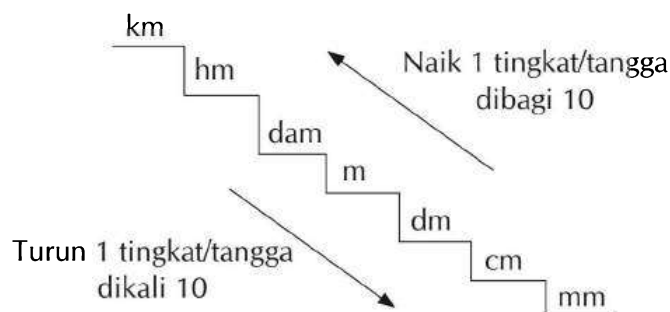 km
hm
Naik 1 tingkat/tangga
dibagi 10
dam
m
dm
Turun 1 tingkat/tangga
dikali 10
cm
mm